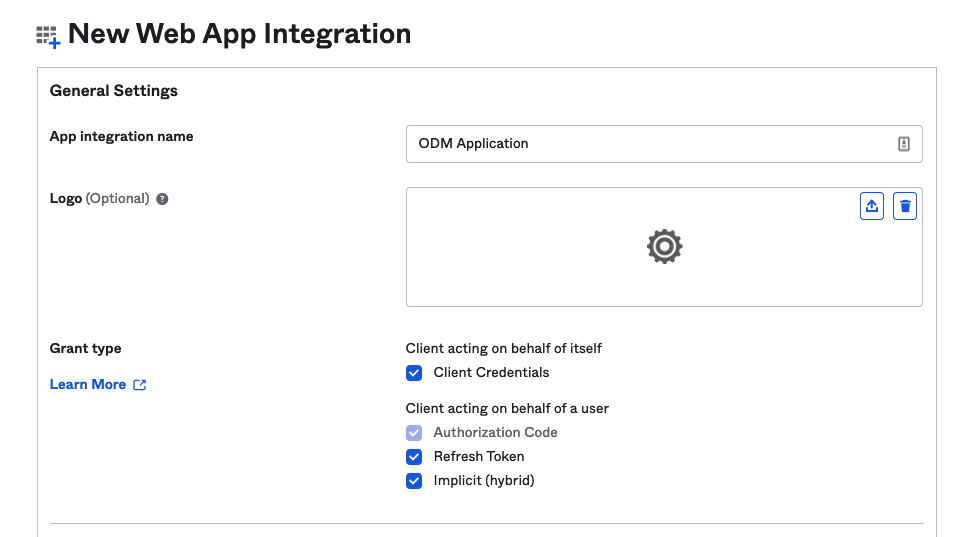 New Web App Integration
General Settings
App integration name
ODM Application
Logo (Optional) ?
Grant type
Client acting on behalf of itself
Client Credentials
Learn More
Client acting on behalf of a user
Authorization Code
Refresh Token
Implicit (hybrid)